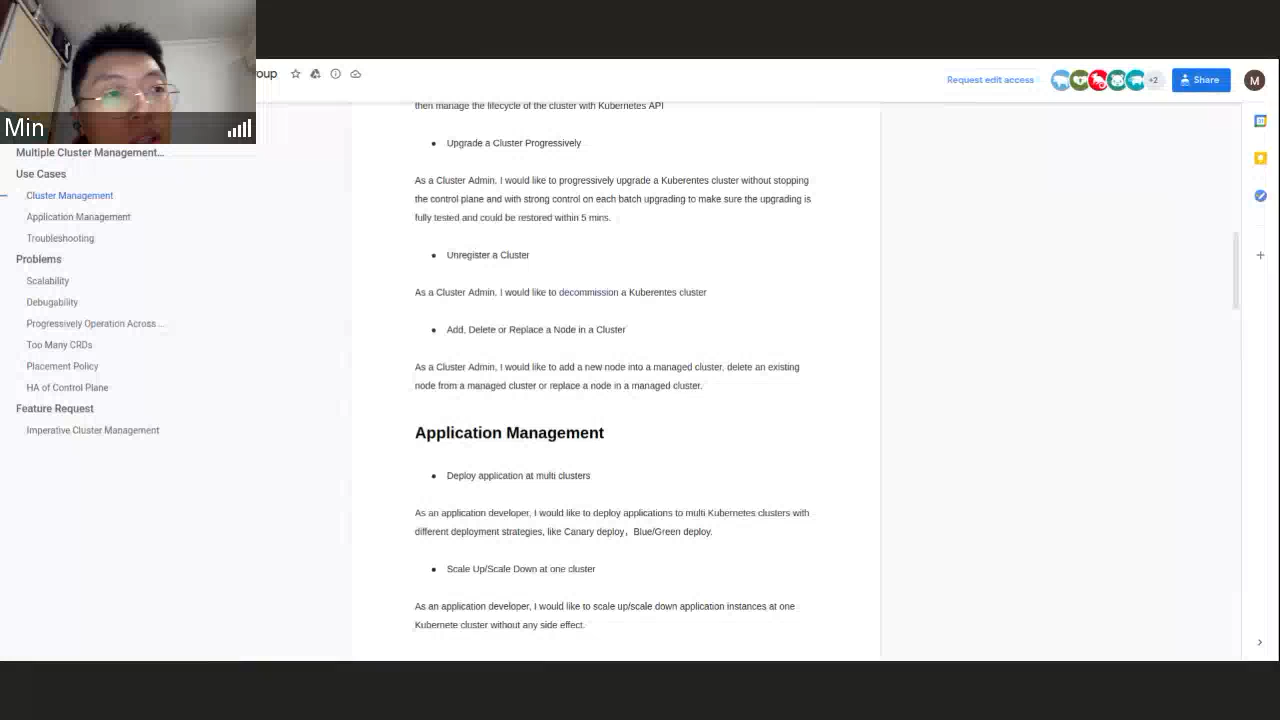 oup
Request edit access
+2
Share
M
Min
Multiple Cluster Management...
Use Cases
Cluster Management
Application Management
Troubleshooting
Problems
Scalability
Debugability
Progressively Operation Across ...
Too Many CRDs
Placement Policy
HA of Control Plane
Feature Request
Imperative Cluster Management
then manage the lifecycle of the cluster with Kubernetes API
• Upgrade a Cluster Progressively
As a Cluster Admin, I would like to progressively upgrade a Kuberentes cluster without stopping
the control plane and with strong control on each batch upgrading to make sure the upgrading is
fully tested and could be restored within 5 mins.
• Unregister a Cluster
As a Cluster Admin, I would like to decommission a Kuberentes cluster
• Add, Delete or Replace a Node in a Cluster
As a Cluster Admin, I would like to add a new node into a managed cluster, delete an existing
node from a managed cluster or replace a node in a managed cluster.
Application Management
• Deploy application at multi clusters
As an application developer, I would like to deploy applications to multi Kubernetes clusters with
different deployment strategies, like Canary deploy，Blue/Green deploy.
• Scale Up/Scale Down at one cluster
As an application developer, I would like to scale up/scale down application instances at one
Kubernete cluster without any side effect.